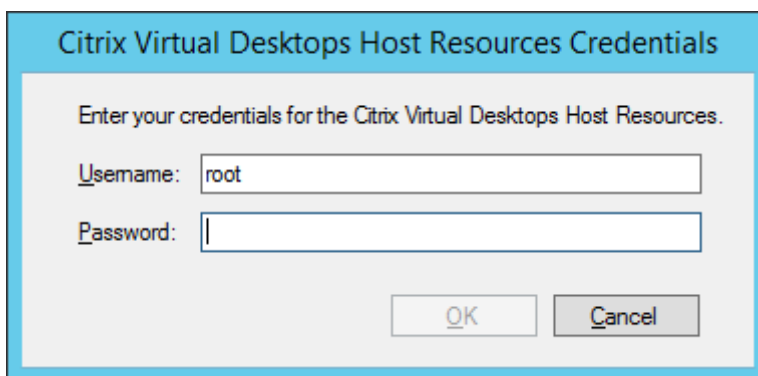 Citrix Virtual Desktops Host Resources Credentials
Enter your credentials for the Citrix Virtual Desktops Host Resources.
Username: root
Password:
OK Cancel